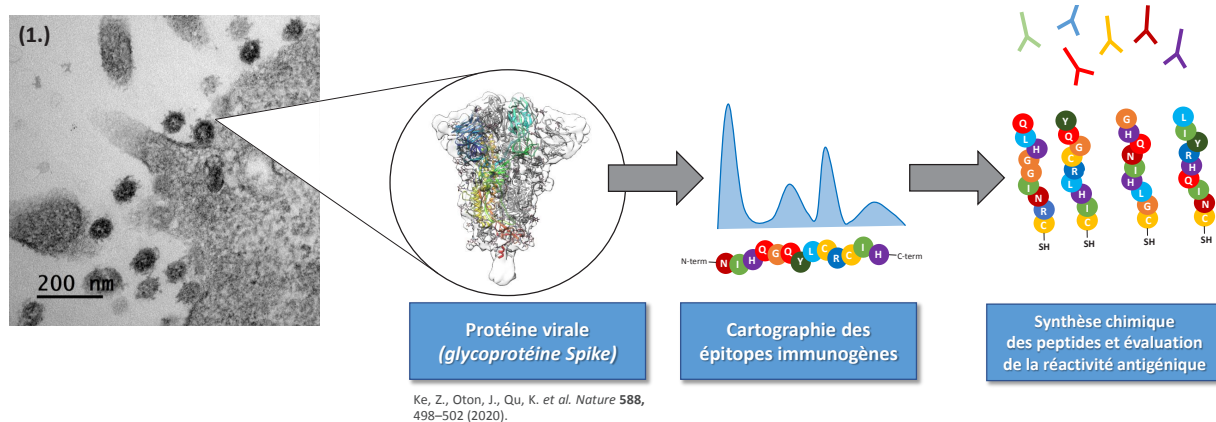 (1.)
200 nm
N-term
N I H Q G Q Y L C R C I H
C-term
Q L H G G I N R C
SH
Y Q G C R L H I C
SH
G H Q N I H L G C
SH
L I Y R H Q I N C
SH
Protéine virale
(glycoprotéine Spike)
Cartographie des
épitopes immunogènes
Synthèse chimique
des peptides et évaluation
de la réactivité antigénique
Ke, Z., Oton, J., Qu, K. et al. Nature 588,
498–502 (2020).